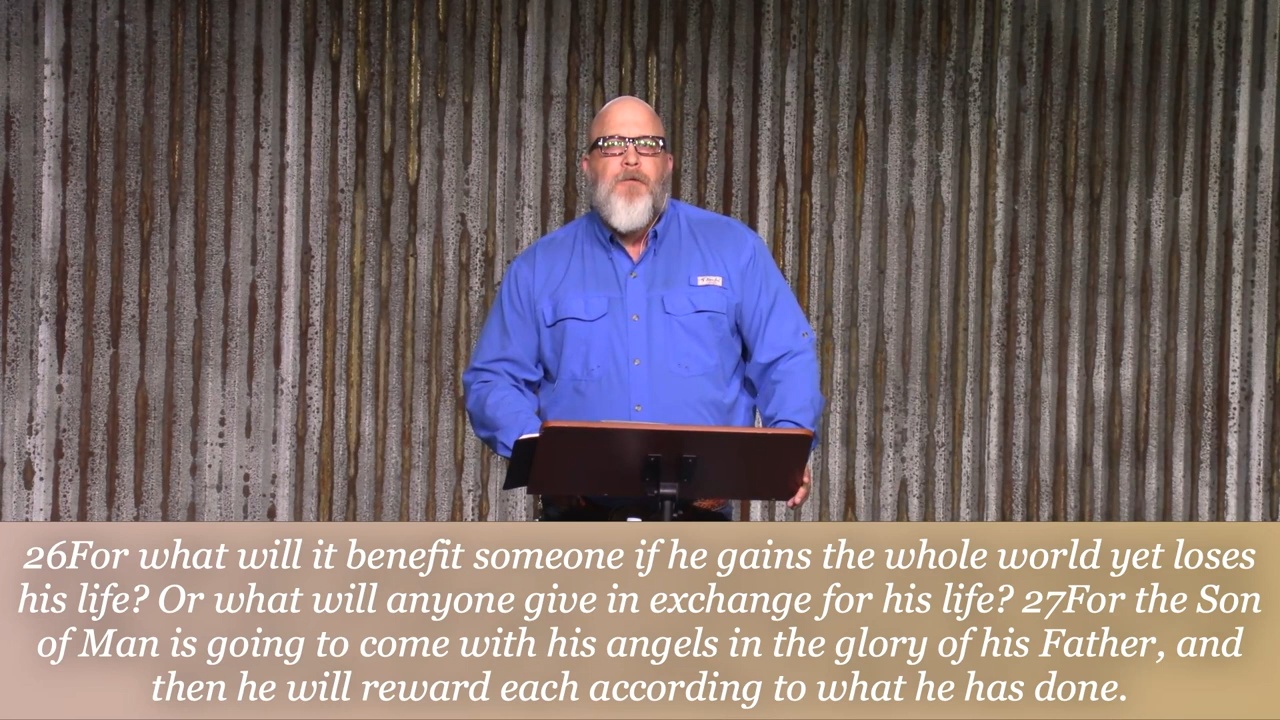 26For what will it benefit someone if he gains the whole world yet loses
his life? Or what will anyone give in exchange for his life? 27For the Son
of Man is going to come with his angels in the glory of his Father, and
then he will reward each according to what he has done.